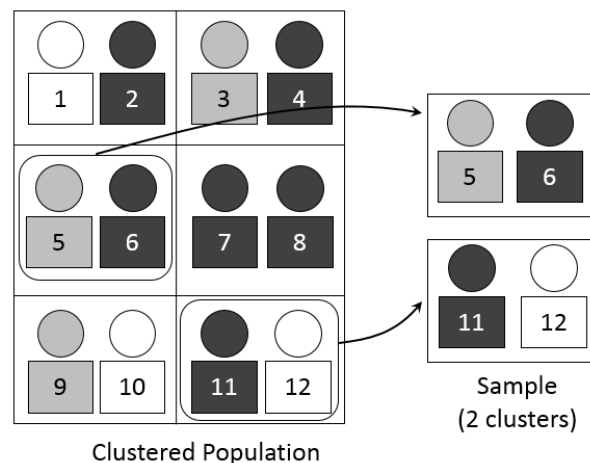 1 2 3 4
5 6 7 8
9 10 11 12
Clustered Population
5 6
11 12
Sample
(2 clusters)